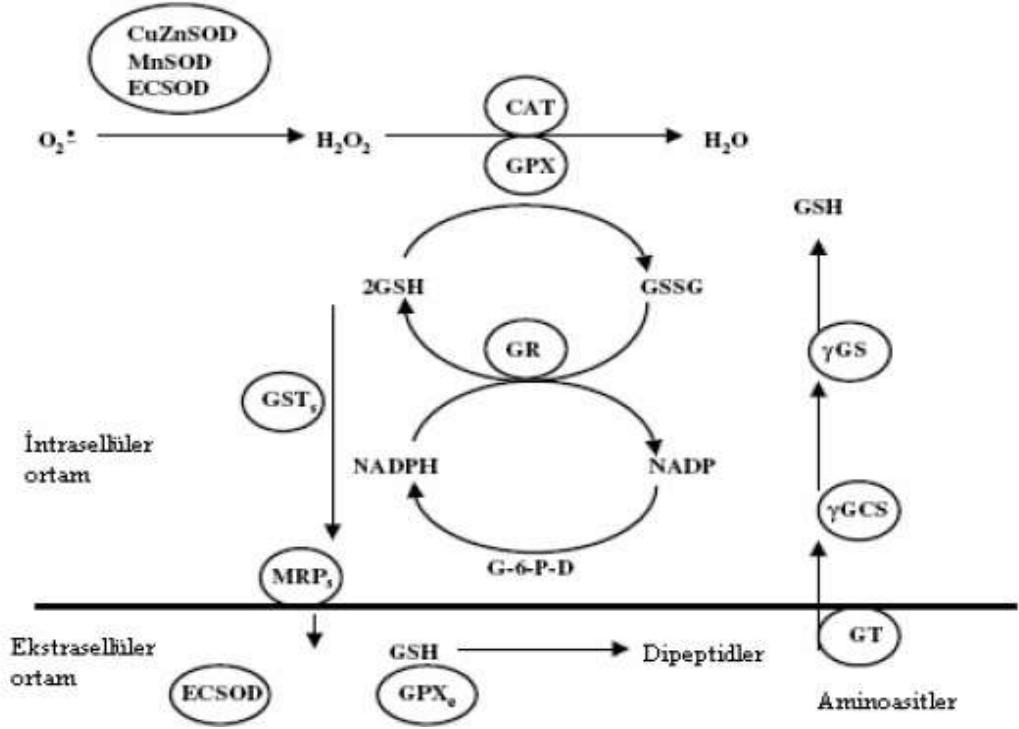 CuZnSOD
MnSOD
ECSOD
O₂•̲ H₂O₂ CAT H₂O
GPX
GSH
2GSH GSSG
GR γGS
GSTₛ
İntrasellüler
ortam
NADPH NADP
γGCS
G-6-P-D
MRPₛ
Ekstrasellüler
ortam
GSH Dipeptidler GT
ECSOD GPXₑ Aminoasitler